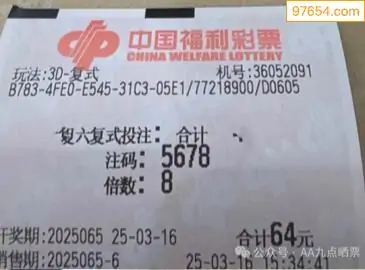 97654.com
中国福利彩票
CHINA WELFARE LOTTERY
玩法:3D-复式 机号:36052091
B783-4FE0-E545-31C3-05E1/77218900/D0605
复六复式投注: 合计
注码: 5678
倍数: 8
开奖期:2025065 25-03-16 合计64元
销售期:2025065-6 25-03-16
公众号·AA九点晒票